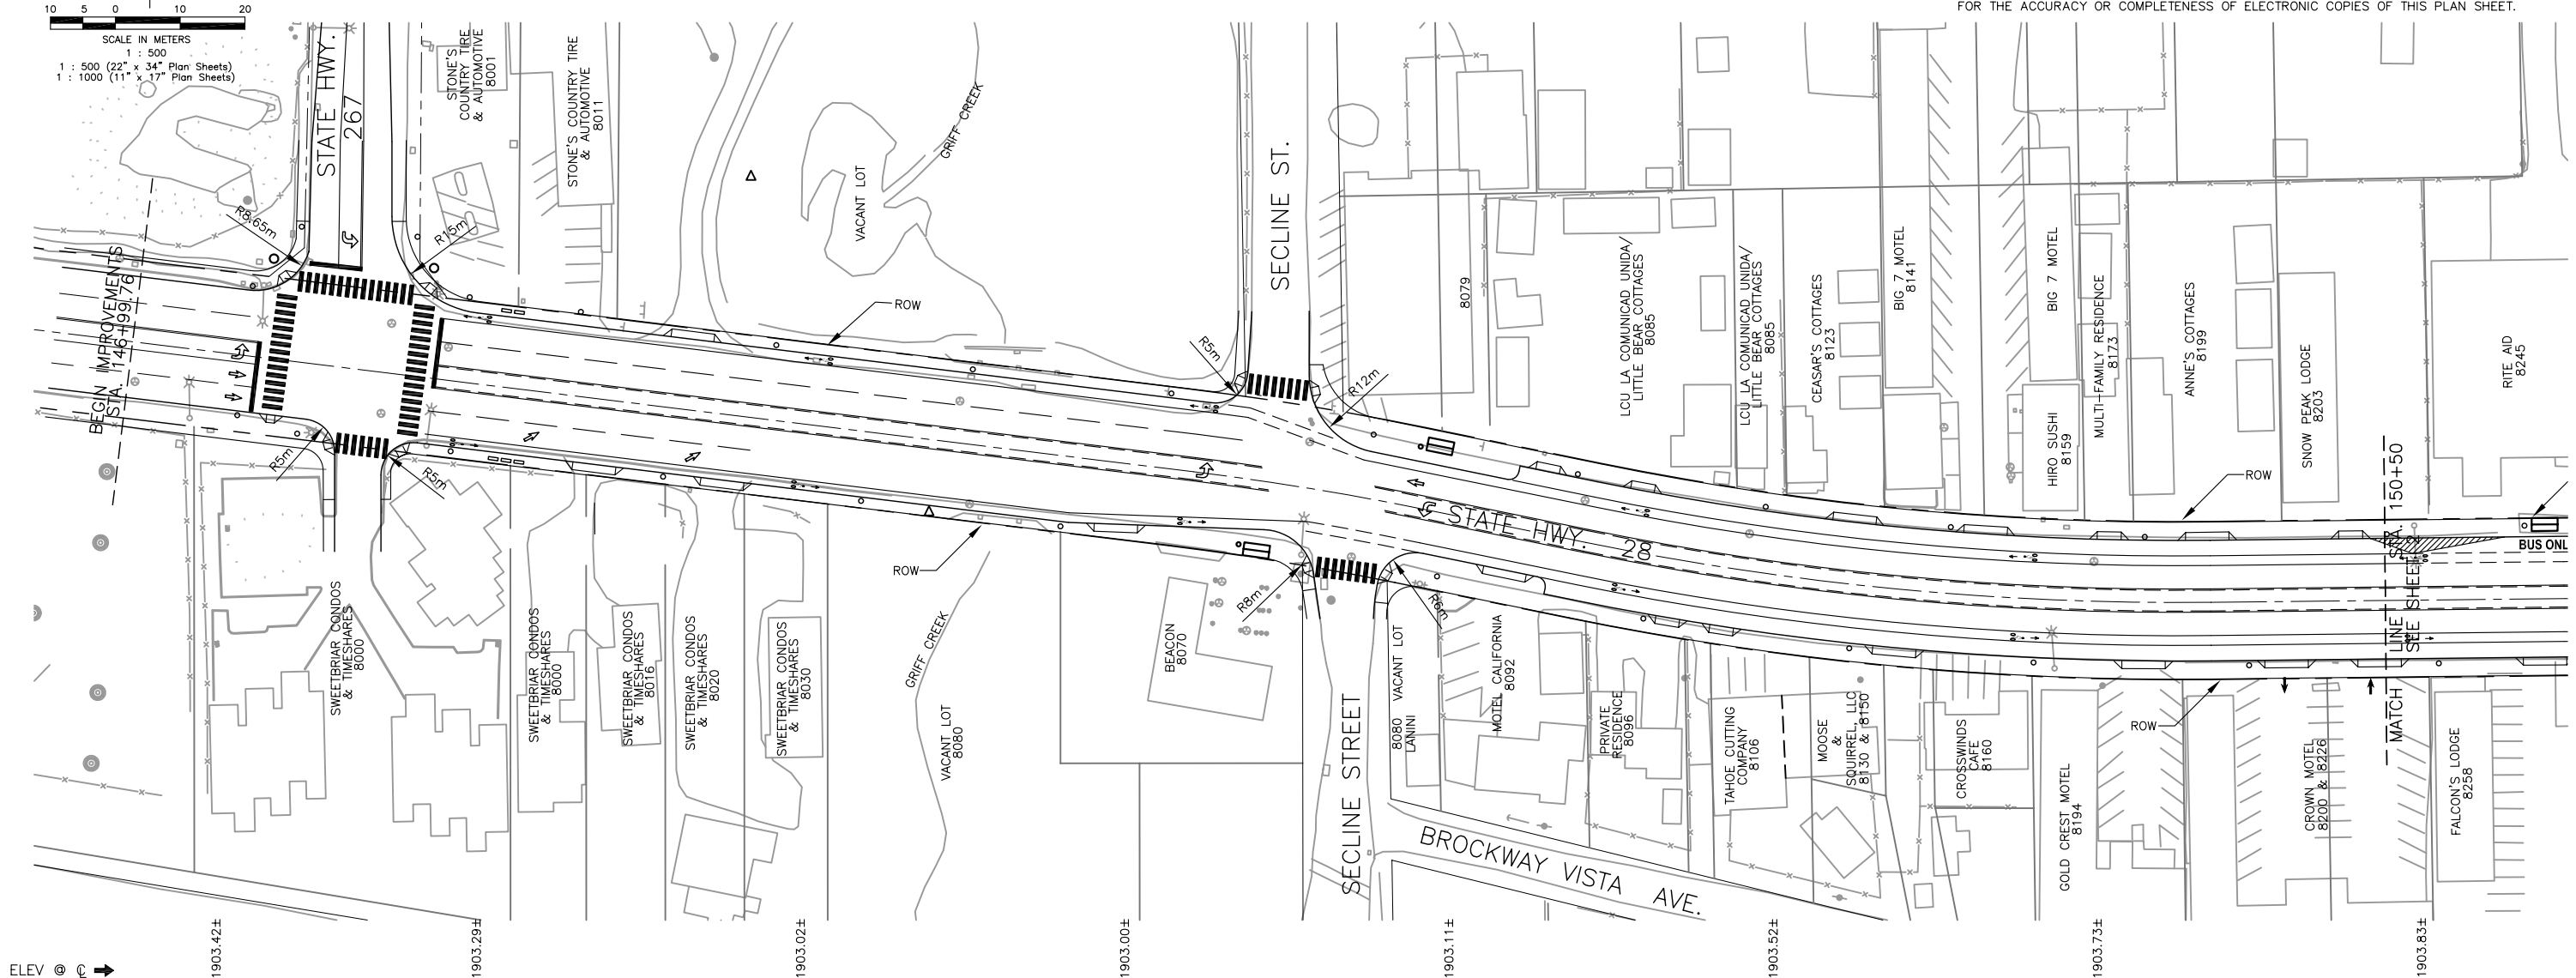 10 5 0 10 20
SCALE IN METERS
1 : 500
1 : 500 (22" x 34" Plan Sheets)
1 : 1000 (11" x 17" Plan Sheets)
FOR THE ACCURACY OR COMPLETENESS OF ELECTRONIC COPIES OF THIS PLAN SHEET.
STATE HWY.
267
STONE'S
COUNTRY TIRE
& AUTOMOTIVE
8001
STONE'S COUNTRY TIRE
& AUTOMOTIVE
8011
VACANT LOT
GRIFF CREEK
SECLINE ST.
8079
LCU LA COMUNICAD UNIDA/
LITTLE BEAR COTTAGES
8085
LCU LA COMUNICAD UNIDA/
LITTLE BEAR COTTAGES
8085
CEASAR'S COTTAGES
8123
BIG 7 MOTEL
8141
BIG 7 MOTEL
HIRO SUSHI
8159
MULTI-FAMILY RESIDENCE
8173
ANNE'S COTTAGES
8199
SNOW PEAK LODGE
8203
RITE AID
8245
R8.65m
R15m
ROW
R5m
R12m
ROW
BEGIN IMPROVEMENTS
STA. 146+99.76
R5m
R5m
STATE HWY. 28
MATCH LINE STA. 150+50
SEE SHEET 2
BUS ONL
ROW
R8m
R6m
ROW
SWEETBRIAR CONDOS
& TIMESHARES
8000
SWEETBRIAR CONDOS
& TIMESHARES
8000
SWEETBRIAR CONDOS
& TIMESHARES
8016
SWEETBRIAR CONDOS
& TIMESHARES
8020
SWEETBRIAR CONDOS
& TIMESHARES
8030
GRIFF CREEK
VACANT LOT
8080
BEACON
8070
SECLINE STREET
8080 VACANT LOT
LANINI
MOTEL CALIFORNIA
8092
PRIVATE
RESIDENCE
8096
TAHOE CUTTING
COMPANY
8106
MOOSE
&
SQUIRREL, LLC
8130 & 8150
CROSSWINDS
CAFE
8160
GOLD CREST MOTEL
8194
CROWN MOTEL
8200 & 8226
FALCON'S LODGE
8258
BROCKWAY VISTA AVE.
ELEV @ ℄
1903.42±
1903.29±
1903.02±
1903.00±
1903.11±
1903.52±
1903.73±
1903.83±